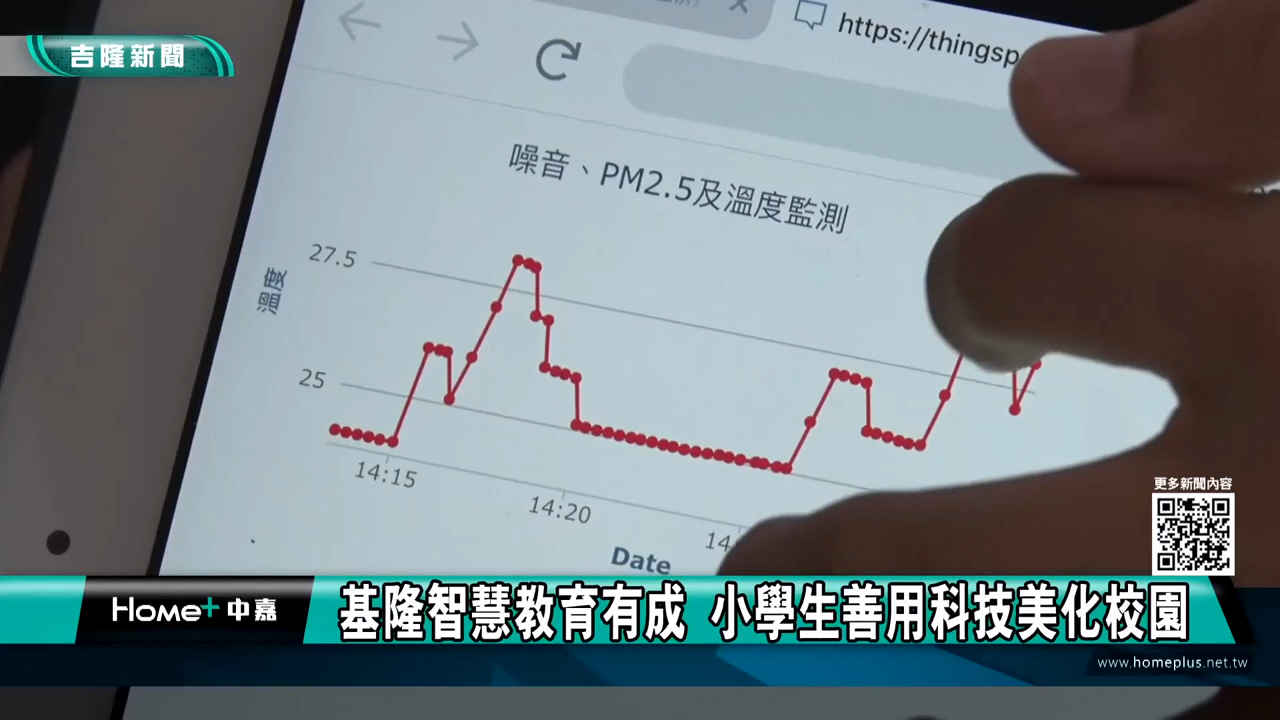 吉隆新聞
https://thingsp
噪音、PM2.5及溫度監測
27.5
溫度
25
14:15
14:20
14:
Date
更多新聞內容
Home+中嘉
基隆智慧教育有成 小學生善用科技美化校園
www.homeplus.net.tw